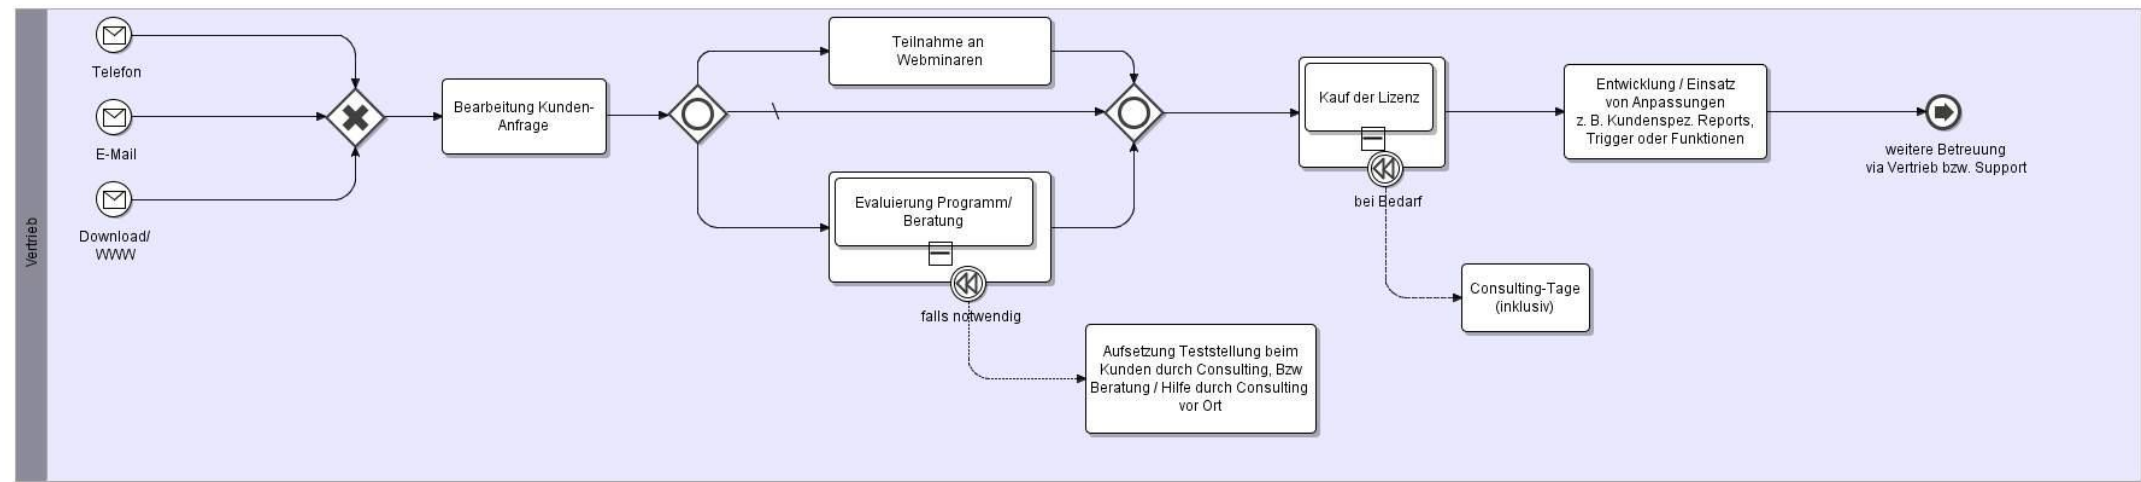 Vertrieb
Telefon
E-Mail
Download/
WWW
Bearbeitung Kunden-
Anfrage
Teilnahme an
Webminaren
Evaluierung Programm/
Beratung
falls notwendig
Aufsetzung Teststellung beim
Kunden durch Consulting, Bzw
Beratung / Hilfe durch Consulting
vor Ort
Kauf der Lizenz
bei Bedarf
Consulting-Tage
(inklusiv)
Entwicklung / Einsatz
von Anpassungen
z. B. Kundenspez. Reports,
Trigger oder Funktionen
weitere Betreuung
via Vertrieb bzw. Support